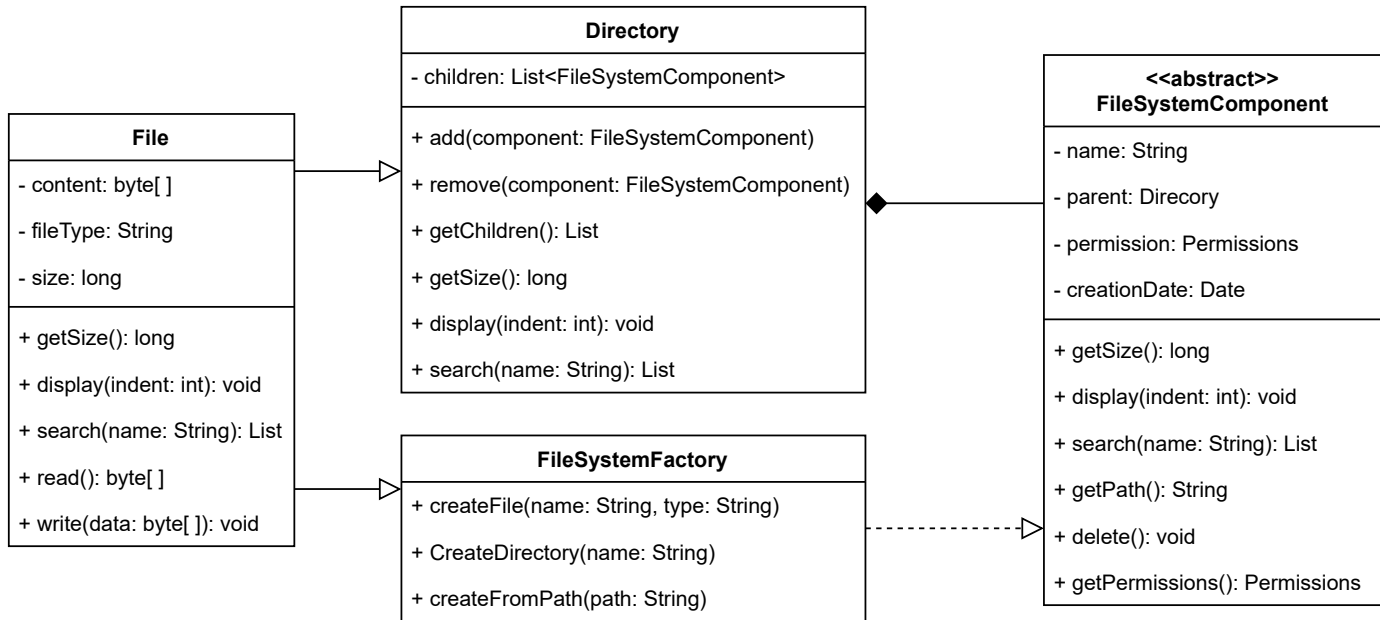 File
- content: byte[ ]
- fileType: String
- size: long
+ getSize(): long
+ display(indent: int): void
+ search(name: String): List
+ read(): byte[ ]
+ write(data: byte[ ]): void
Directory
- children: List<FileSystemComponent>
+ add(component: FileSystemComponent)
+ remove(component: FileSystemComponent)
+ getChildren(): List
+ getSize(): long
+ display(indent: int): void
+ search(name: String): List
FileSystemFactory
+ createFile(name: String, type: String)
+ CreateDirectory(name: String)
+ createFromPath(path: String)
<<abstract>>
FileSystemComponent
- name: String
- parent: Direcory
- permission: Permissions
- creationDate: Date
+ getSize(): long
+ display(indent: int): void
+ search(name: String): List
+ getPath(): String
+ delete(): void
+ getPermissions(): Permissions